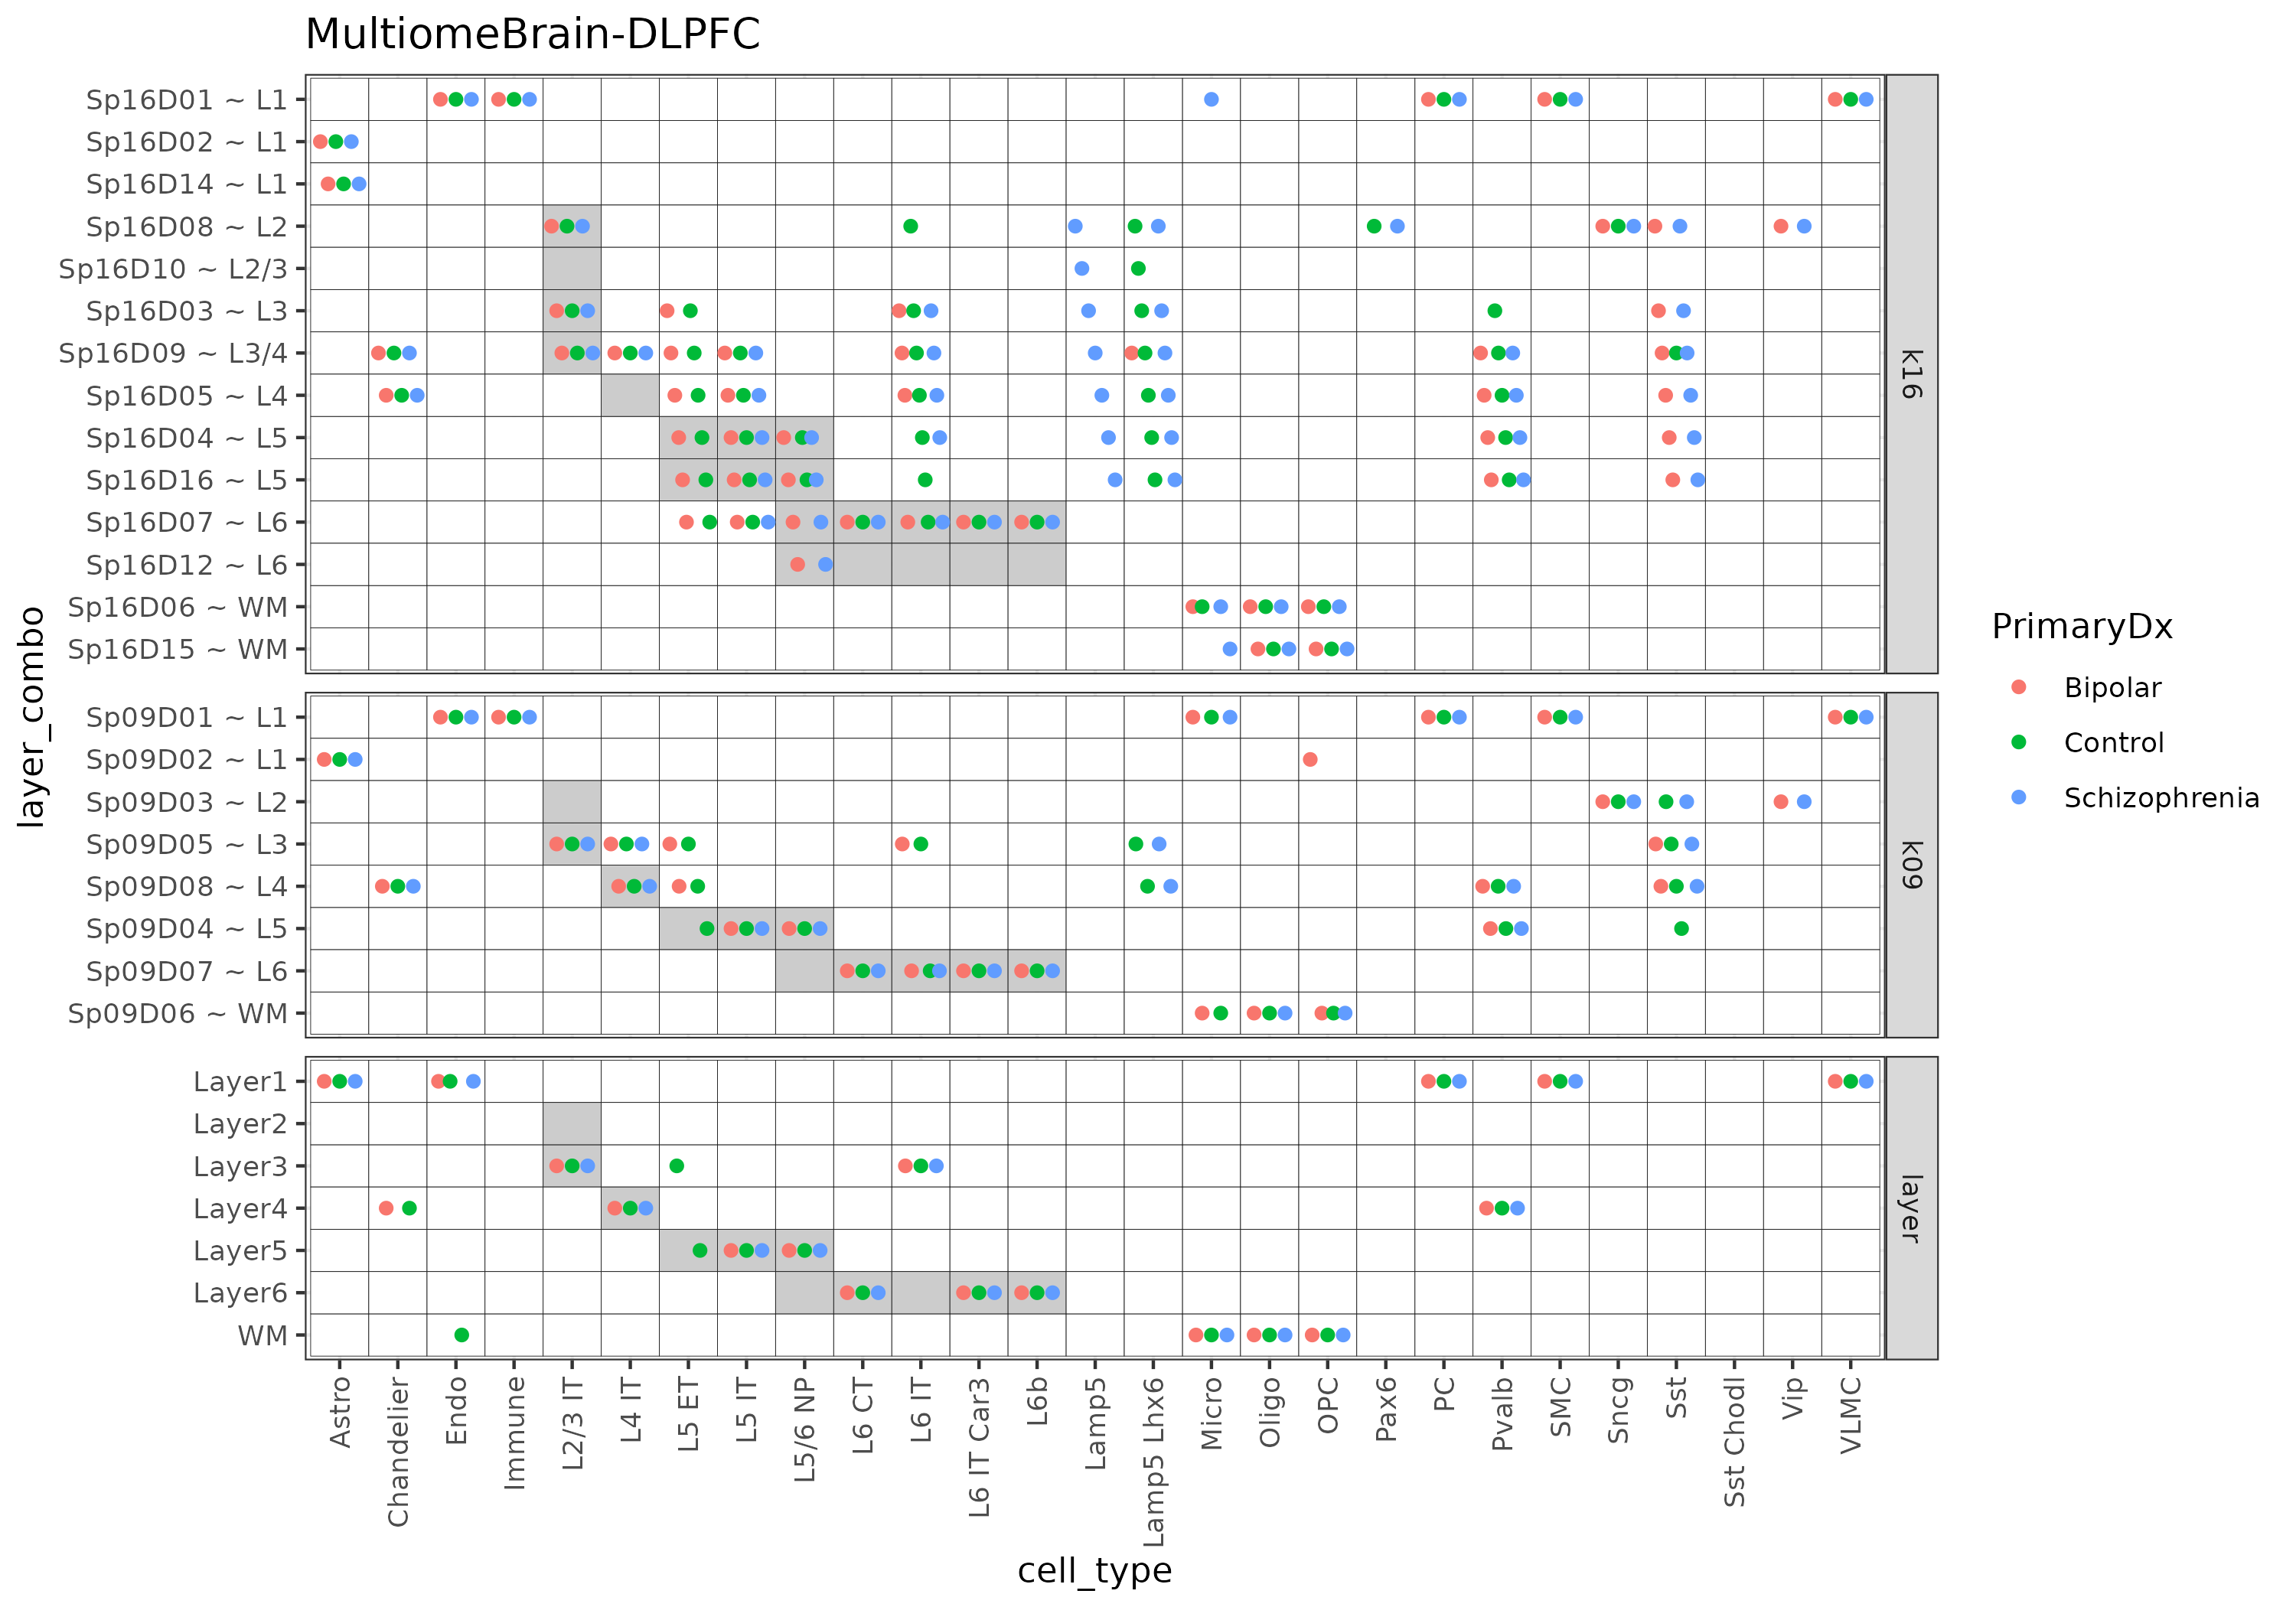 MultiomeBrain-DLPFC
Sp16D01 ~ L1
Sp16D02 ~ L1
Sp16D14 ~ L1
Sp16D08 ~ L2
Sp16D10 ~ L2/3
Sp16D03 ~ L3
Sp16D09 ~ L3/4
Sp16D05 ~ L4
Sp16D04 ~ L5
Sp16D16 ~ L5
Sp16D07 ~ L6
Sp16D12 ~ L6
Sp16D06 ~ WM
Sp16D15 ~ WM
k16
Sp09D01 ~ L1
Sp09D02 ~ L1
Sp09D03 ~ L2
Sp09D05 ~ L3
Sp09D08 ~ L4
Sp09D04 ~ L5
Sp09D07 ~ L6
Sp09D06 ~ WM
k09
Layer1
Layer2
Layer3
Layer4
Layer5
Layer6
WM
layer
layer_combo
Astro
Chandelier
Endo
Immune
L2/3 IT
L4 IT
L5 ET
L5 IT
L5/6 NP
L6 CT
L6 IT
L6 IT Car3
L6b
Lamp5
Lamp5 Lhx6
Micro
Oligo
OPC
Pax6
PC
Pvalb
SMC
Sncg
Sst
Sst Chodl
Vip
VLMC
cell_type
PrimaryDx
Bipolar
Control
Schizophrenia